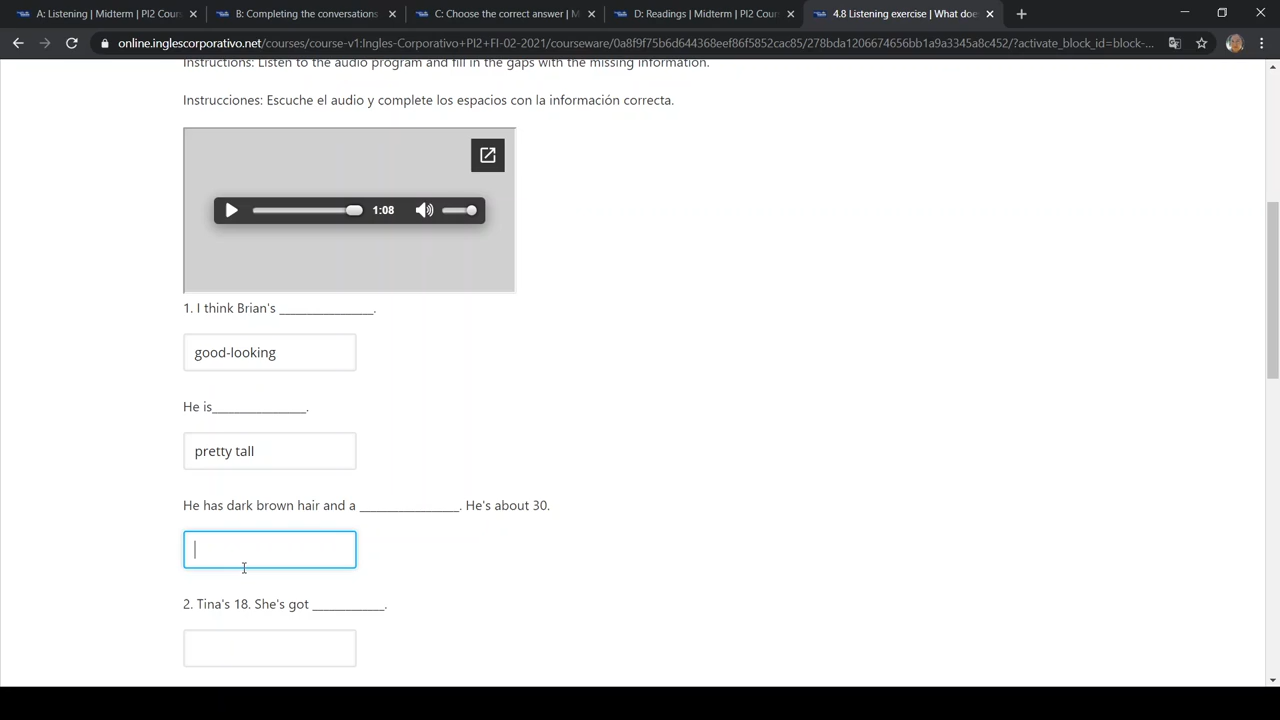 A: Listening | Midterm | PI2 Cours
B: Completing the conversations
C: Choose the correct answer | M
D: Readings | Midterm | PI2 Cour
4.8 Listening exercise | What doe
online.inglescorporativo.net/courses/course-v1:Ingles-Corporativo+PI2+FI-02-2021/courseware/0a8f9f75b6d644368eef86f5852cac85/278bda1206674656bb1a9a3345a8c452/?activate_block_id=block-...
Instructions: Listen to the audio program and fill in the gaps with the missing information.
Instrucciones: Escuche el audio y complete los espacios con la información correcta.
1:08
1. I think Brian's ________________.
good-looking
He is________________.
pretty tall
He has dark brown hair and a _________________. He's about 30.
2. Tina's 18. She's got ____________.